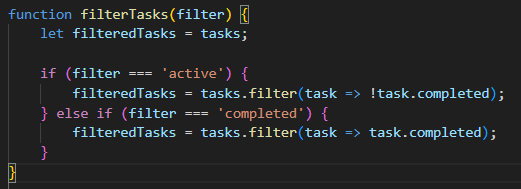 function filterTasks(filter) {
    let filteredTasks = tasks;

    if (filter === 'active') {
        filteredTasks = tasks.filter(task => !task.completed);
    } else if (filter === 'completed') {
        filteredTasks = tasks.filter(task => task.completed);
    }
}